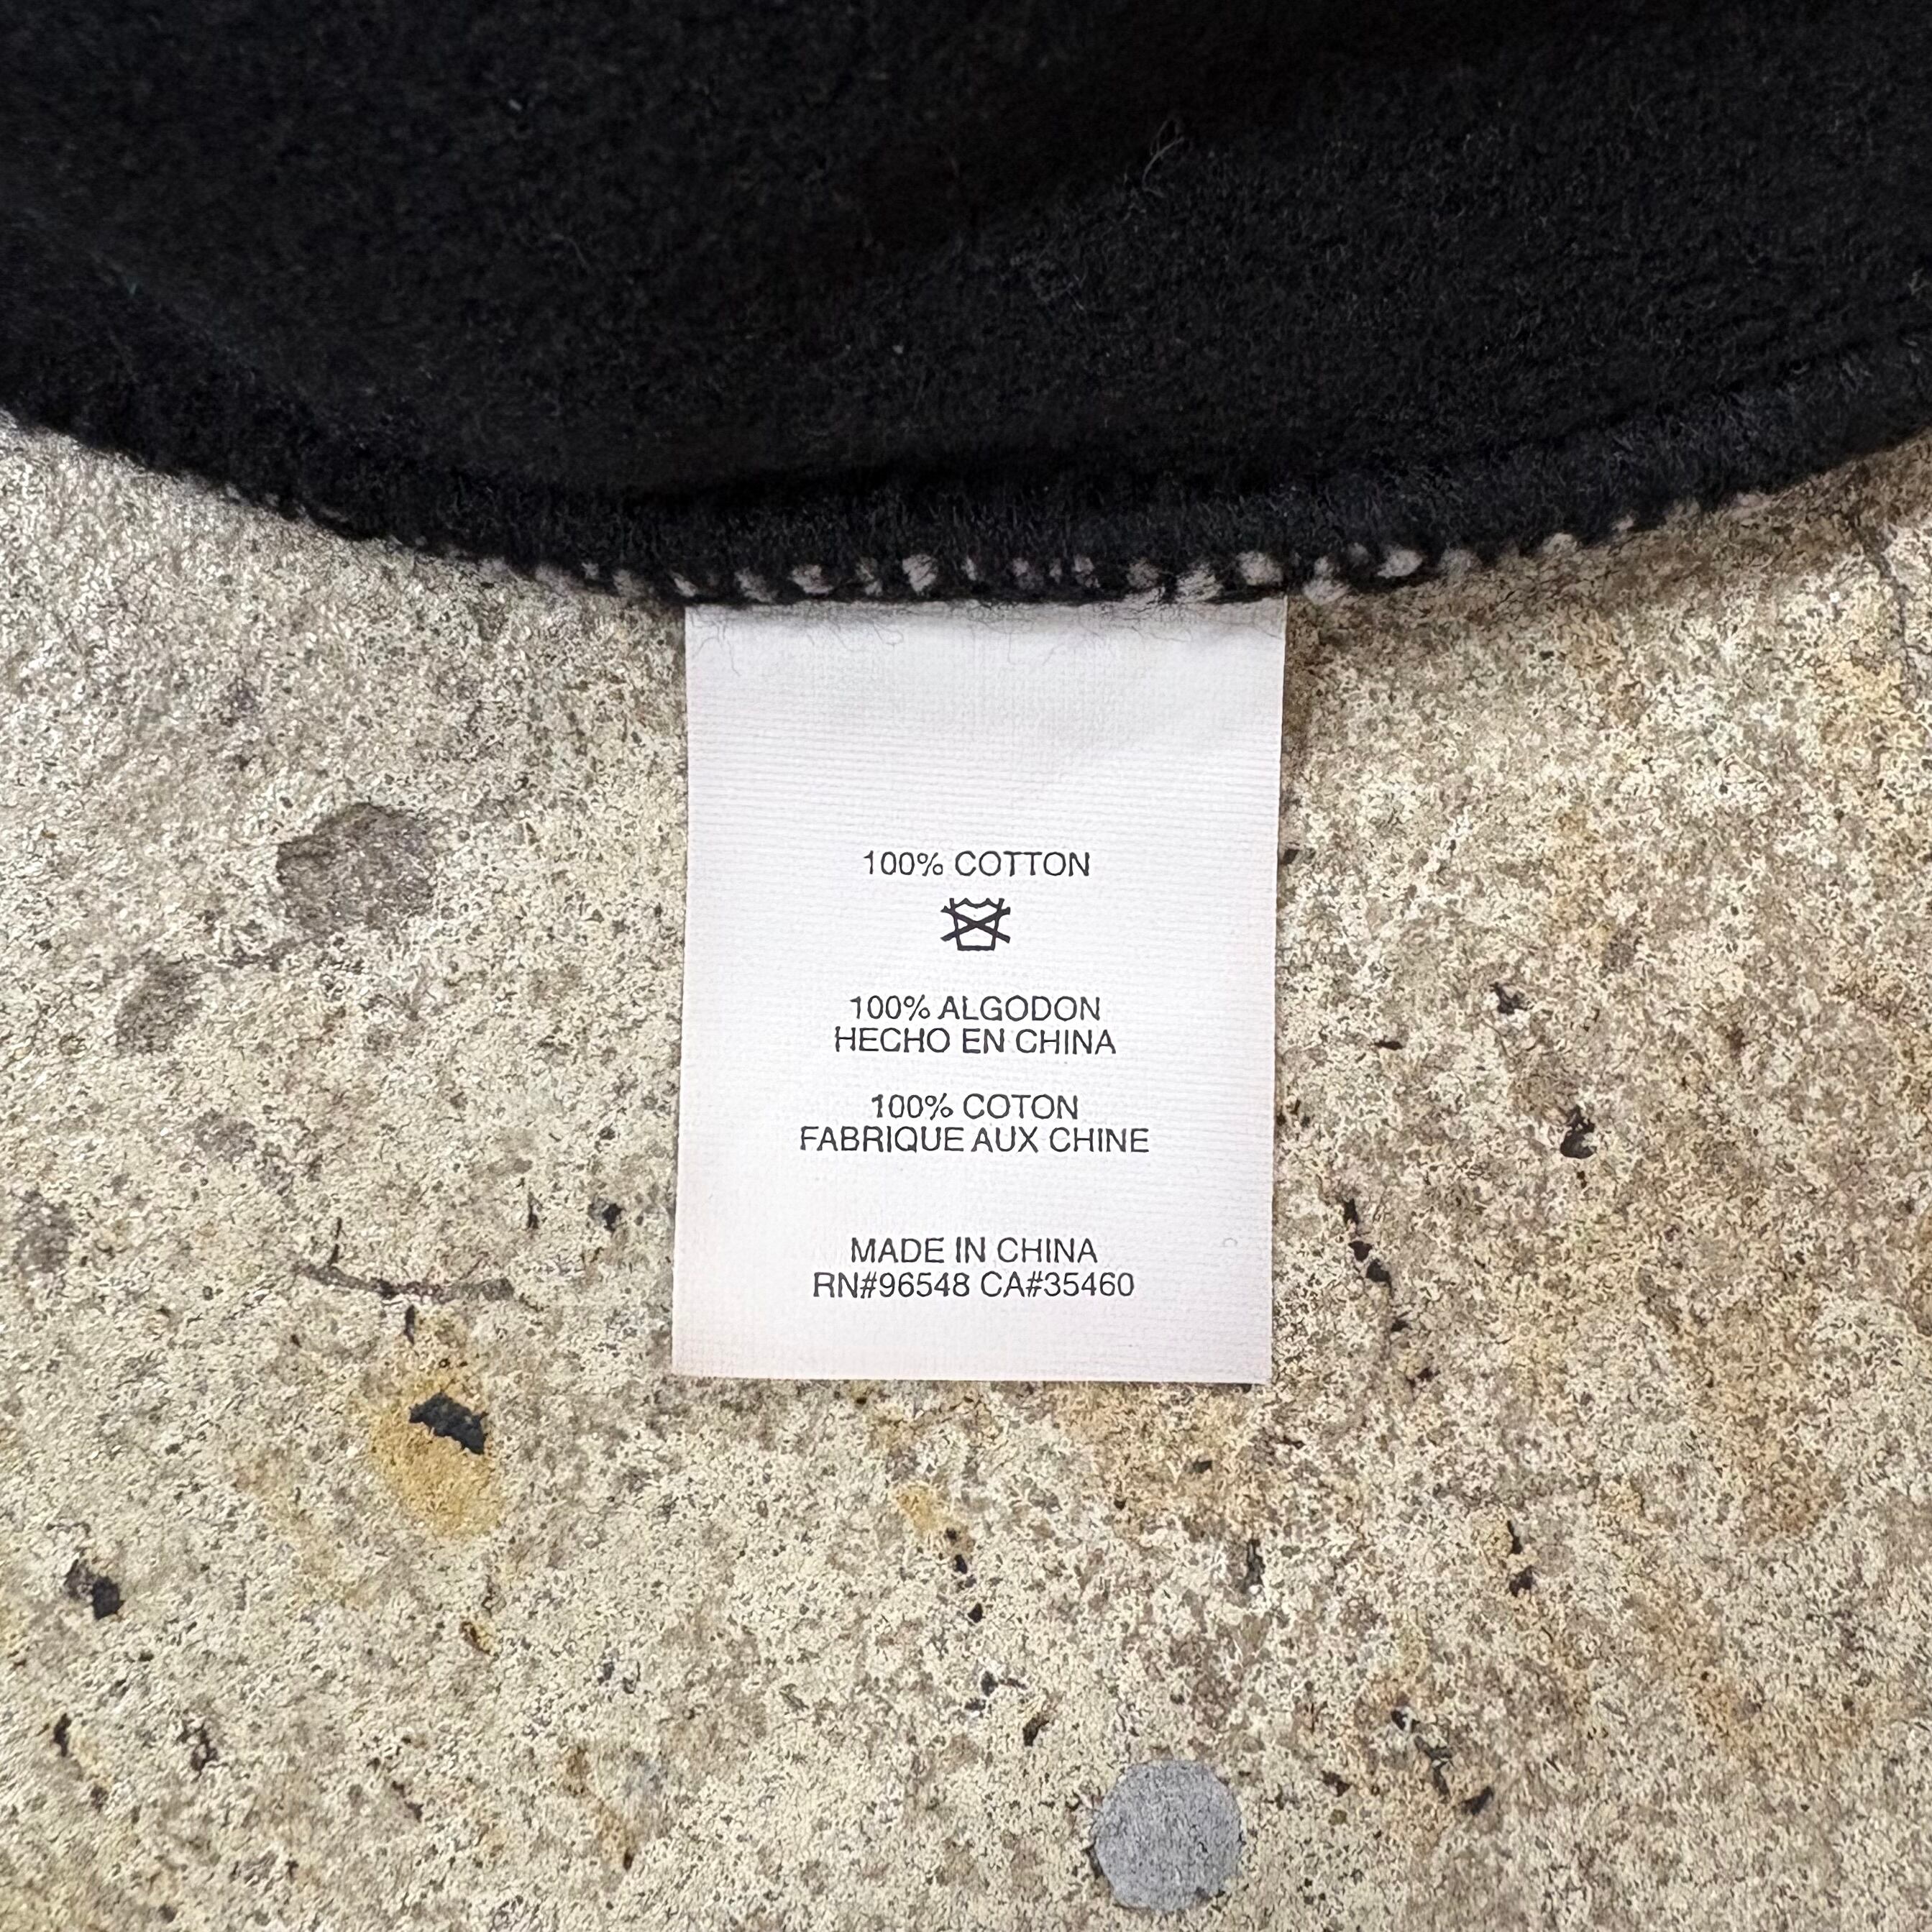 100% COTTON
100% ALGODON
HECHO EN CHINA
100% COTON
FABRIQUE AUX CHINE
MADE IN CHINA
RN#96548 CA#35460